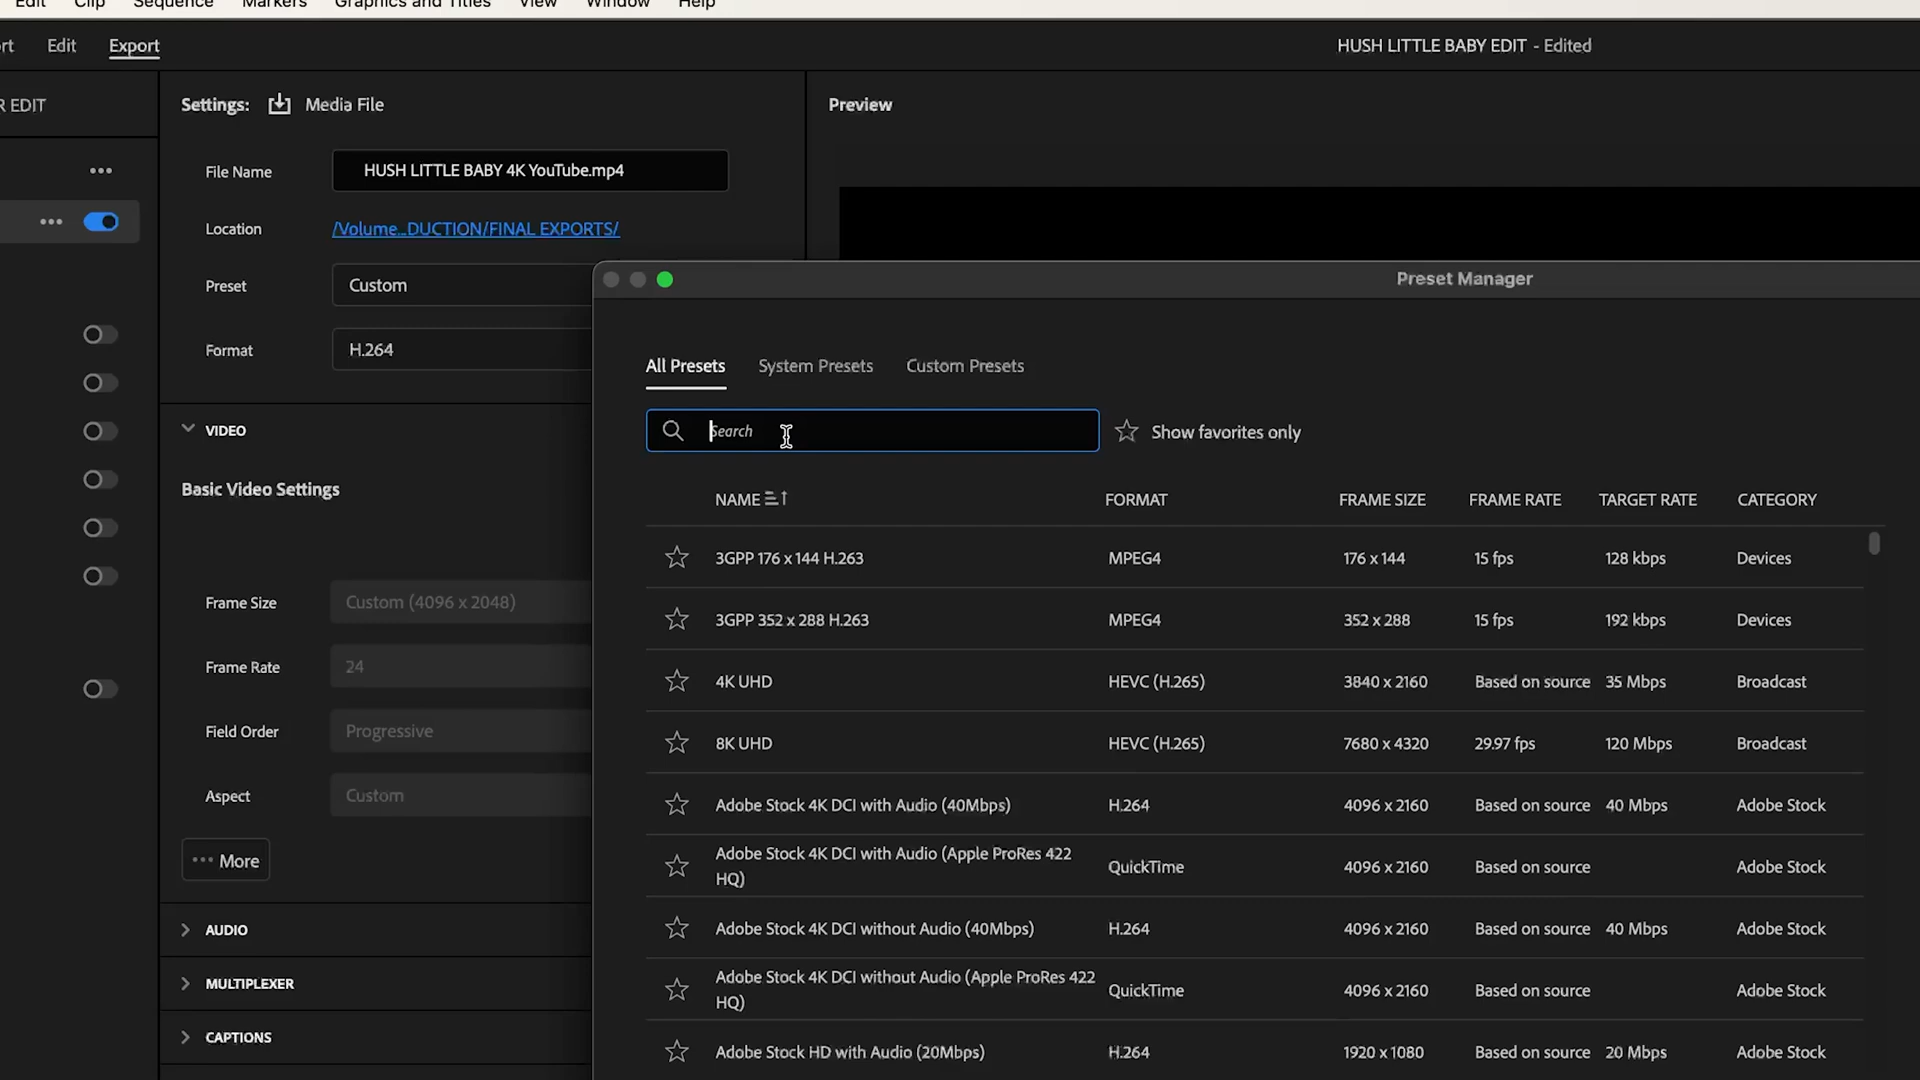 Edit Clip Sequence Markers Graphics and Titles View Window Help
rt Edit Export HUSH LITTLE BABY EDIT - Edited
R EDIT
Settings: Media File
Preview
File Name HUSH LITTLE BABY 4K YouTube.mp4
Location /Volume...DUCTION/FINAL EXPORTS/
Preset Custom
Format H.264
VIDEO
Basic Video Settings
Frame Size Custom (4096 x 2048)
Frame Rate 24
Field Order Progressive
Aspect Custom
... More
AUDIO
MULTIPLEXER
CAPTIONS
Preset Manager
All Presets System Presets Custom Presets
Search
Show favorites only
NAME FORMAT FRAME SIZE FRAME RATE TARGET RATE CATEGORY
3GPP 176 x 144 H.263 MPEG4 176 x 144 15 fps 128 kbps Devices
3GPP 352 x 288 H.263 MPEG4 352 x 288 15 fps 192 kbps Devices
4K UHD HEVC (H.265) 3840 x 2160 Based on source 35 Mbps Broadcast
8K UHD HEVC (H.265) 7680 x 4320 29.97 fps 120 Mbps Broadcast
Adobe Stock 4K DCI with Audio (40Mbps) H.264 4096 x 2160 Based on source 40 Mbps Adobe Stock
Adobe Stock 4K DCI with Audio (Apple ProRes 422
HQ) QuickTime 4096 x 2160 Based on source Adobe Stock
Adobe Stock 4K DCI without Audio (40Mbps) H.264 4096 x 2160 Based on source 40 Mbps Adobe Stock
Adobe Stock 4K DCI without Audio (Apple ProRes 422
HQ) QuickTime 4096 x 2160 Based on source Adobe Stock
Adobe Stock HD with Audio (20Mbps) H.264 1920 x 1080 Based on source 20 Mbps Adobe Stock